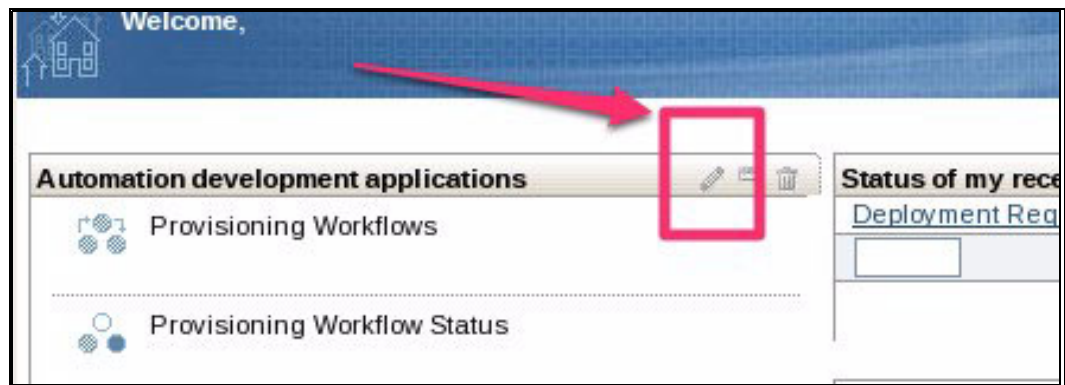 Welcome,
Automation development applications
Status of my rece
Deployment Req
Provisioning Workflows
Provisioning Workflow Status